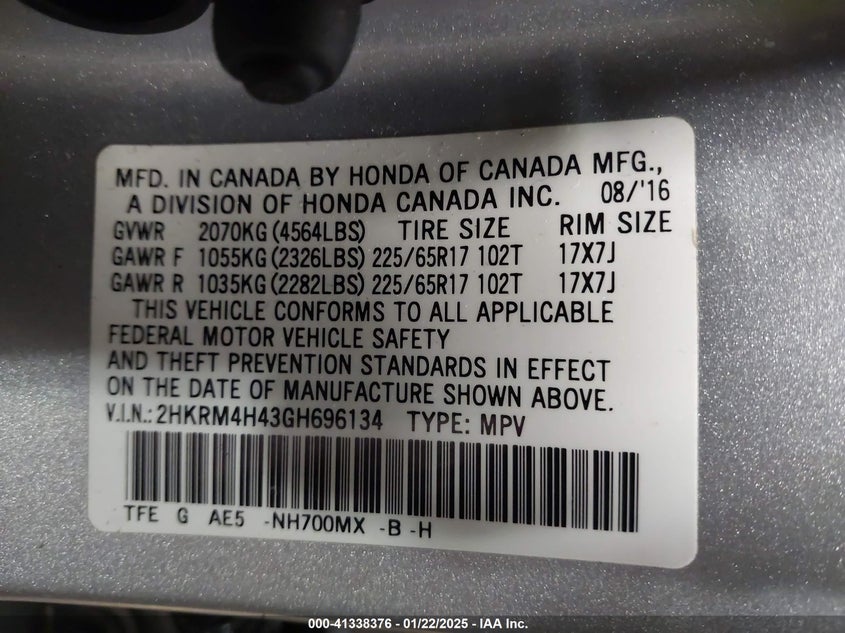 MFD. IN CANADA BY HONDA OF CANADA MFG.,
A DIVISION OF HONDA CANADA INC. 08/'16
GVWR 2070KG (4564LBS) TIRE SIZE RIM SIZE
GAWR F 1055KG (2326LBS) 225/65R17 102T 17X7J
GAWR R 1035KG (2282LBS) 225/65R17 102T 17X7J
THIS VEHICLE CONFORMS TO ALL APPLICABLE
FEDERAL MOTOR VEHICLE SAFETY
AND THEFT PREVENTION STANDARDS IN EFFECT
ON THE DATE OF MANUFACTURE SHOWN ABOVE.
V.I.N.: 2HKRM4H43GH696134 TYPE: MPV
TFE G AE5 -NH700MX -B -H
000-41338376 - 01/22/2025 - IAA Inc.